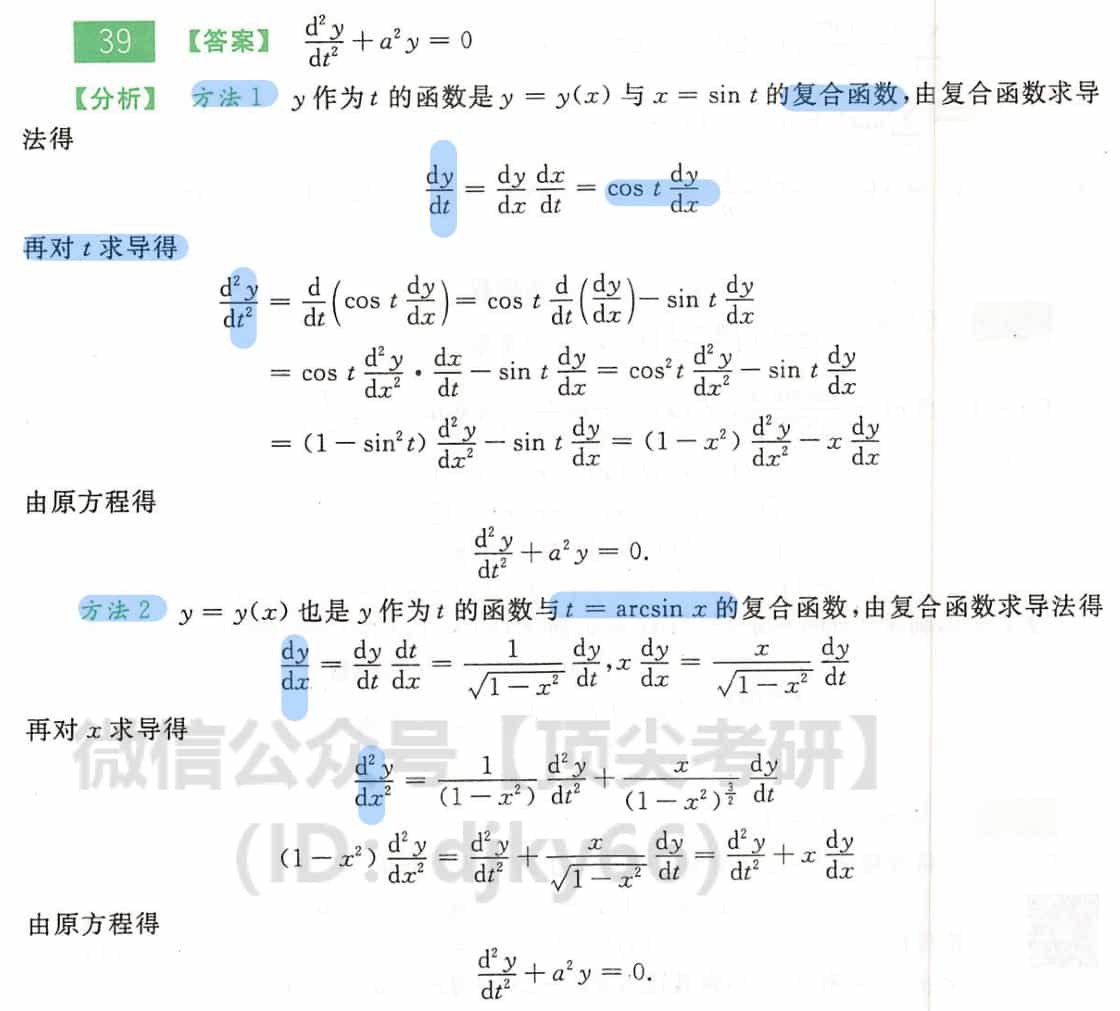 39 【答案】 $\frac{d^2y}{dt^2} + a^2y = 0$
【分析】 方法1 y作为t的函数是y = y(x)与x = sin t的复合函数,由复合函数求导
法得
$\frac{dy}{dt} = \frac{dy}{dx}\frac{dx}{dt} = \cos t\frac{dy}{dx}$
再对t求导得
$\frac{d^2y}{dt^2} = \frac{d}{dt}\left(\cos t\frac{dy}{dx}\right) = \cos t\frac{d}{dt}\left(\frac{dy}{dx}\right) - \sin t\frac{dy}{dx}$
$= \cos t\frac{d^2y}{dx^2} \cdot \frac{dx}{dt} - \sin t\frac{dy}{dx} = \cos^2 t\frac{d^2y}{dx^2} - \sin t\frac{dy}{dx}$
$= (1 - \sin^2 t)\frac{d^2y}{dx^2} - \sin t\frac{dy}{dx} = (1 - x^2)\frac{d^2y}{dx^2} - x\frac{dy}{dx}$
由原方程得
$\frac{d^2y}{dt^2} + a^2y = 0.$
方法2 y = y(x)也是y作为t的函数与t = arcsin x的复合函数,由复合函数求导法得
$\frac{dy}{dx} = \frac{dy}{dt}\frac{dt}{dx} = \frac{1}{\sqrt{1-x^2}}\frac{dy}{dt}, x\frac{dy}{dx} = \frac{x}{\sqrt{1-x^2}}\frac{dy}{dt}$
再对x求导得
微信公众号【顶尖考研】
$\frac{d^2y}{dx^2} = \frac{1}{(1-x^2)}\frac{d^2y}{dt^2} + \frac{x}{(1-x^2)^{\frac{3}{2}}}\frac{dy}{dt}$
(ID: djky66)
$(1-x^2)\frac{d^2y}{dx^2} = \frac{d^2y}{dt^2} + \frac{x}{\sqrt{1-x^2}}\frac{dy}{dt} = \frac{d^2y}{dt^2} + x\frac{dy}{dx}$
由原方程得
$\frac{d^2y}{dt^2} + a^2y = 0.$